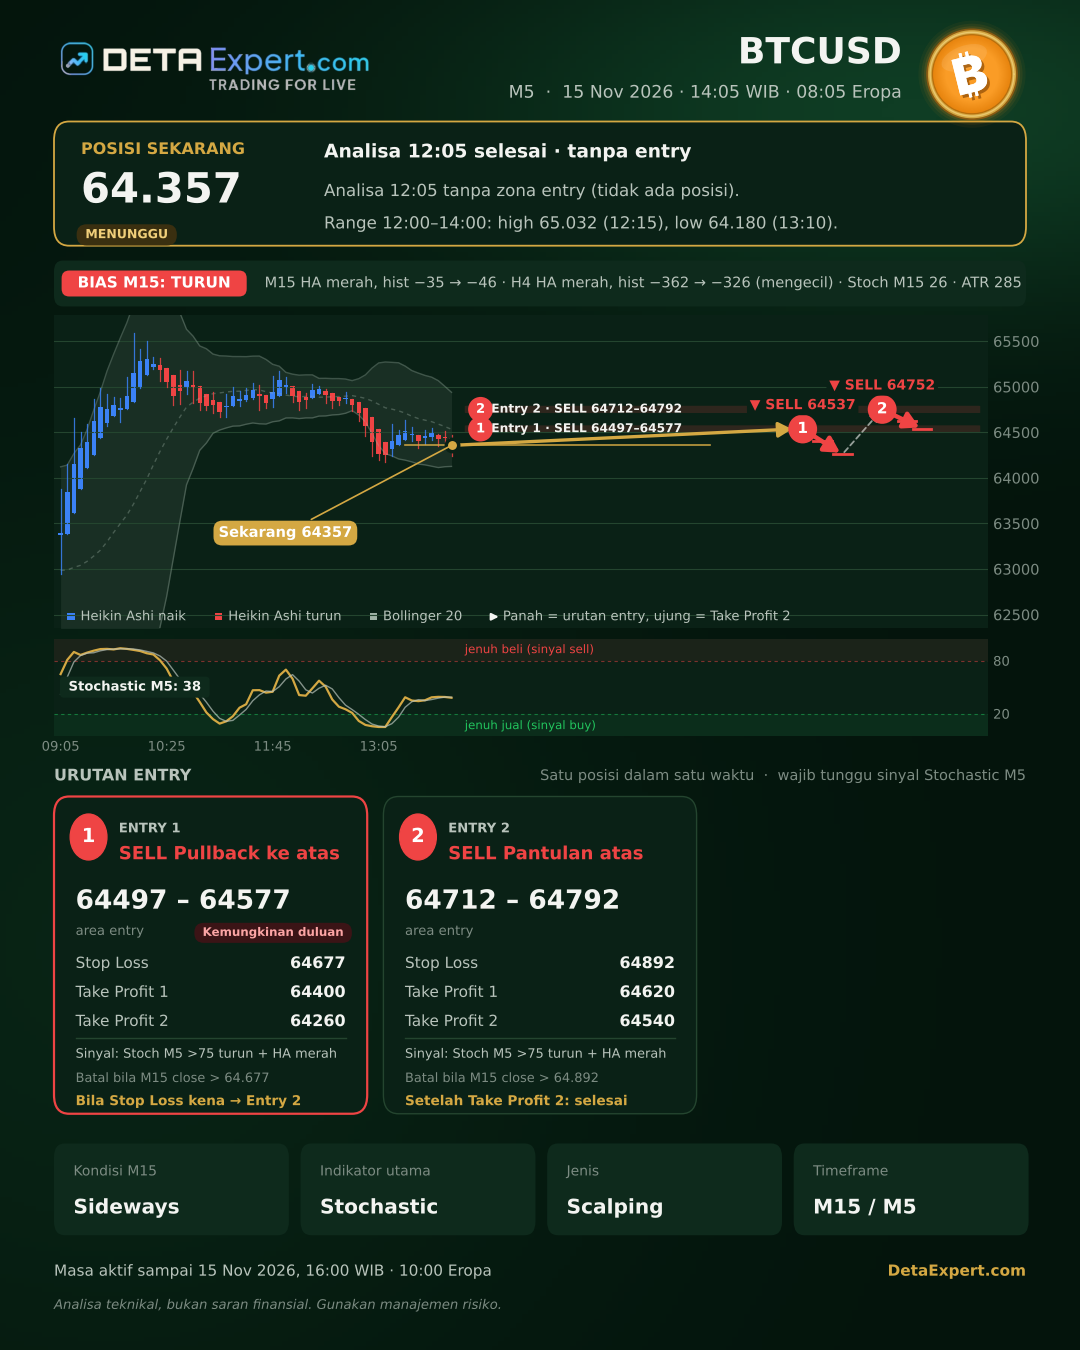 DETA Expert.com
TRADING FOR LIVE
BTCUSD
M5 · 15 Nov 2026 · 14:05 WIB · 08:05 Eropa
POSISI SEKARANG
64.357
MENUNGGU
Analisa 12:05 selesai · tanpa entry
Analisa 12:05 tanpa zona entry (tidak ada posisi).
Range 12:00–14:00: high 65.032 (12:15), low 64.180 (13:10).
BIAS M15: TURUN
M15 HA merah, hist −35 → −46 · H4 HA merah, hist −362 → −326 (mengecil) · Stoch M15 26 · ATR 285
65500
65000
64500
64000
63500
63000
62500
▼ SELL 64752
▼ SELL 64537
2 Entry 2 · SELL 64712–64792
1 Entry 1 · SELL 64497–64577
1
2
Sekarang 64357
Heikin Ashi naik
Heikin Ashi turun
Bollinger 20
Panah = urutan entry, ujung = Take Profit 2
jenuh beli (sinyal sell)
80
Stochastic M5: 38
20
jenuh jual (sinyal buy)
09:05 10:25 11:45 13:05
URUTAN ENTRY
Satu posisi dalam satu waktu · wajib tunggu sinyal Stochastic M5
1
ENTRY 1
SELL Pullback ke atas
64497 – 64577
area entry
Kemungkinan duluan
Stop Loss 64677
Take Profit 1 64400
Take Profit 2 64260
Sinyal: Stoch M5 >75 turun + HA merah
Batal bila M15 close > 64.677
Bila Stop Loss kena → Entry 2
2
ENTRY 2
SELL Pantulan atas
64712 – 64792
area entry
Stop Loss 64892
Take Profit 1 64620
Take Profit 2 64540
Sinyal: Stoch M5 >75 turun + HA merah
Batal bila M15 close > 64.892
Setelah Take Profit 2: selesai
Kondisi M15
Sideways
Indikator utama
Stochastic
Jenis
Scalping
Timeframe
M15 / M5
Masa aktif sampai 15 Nov 2026, 16:00 WIB · 10:00 Eropa
DetaExpert.com
Analisa teknikal, bukan saran finansial. Gunakan manajemen risiko.